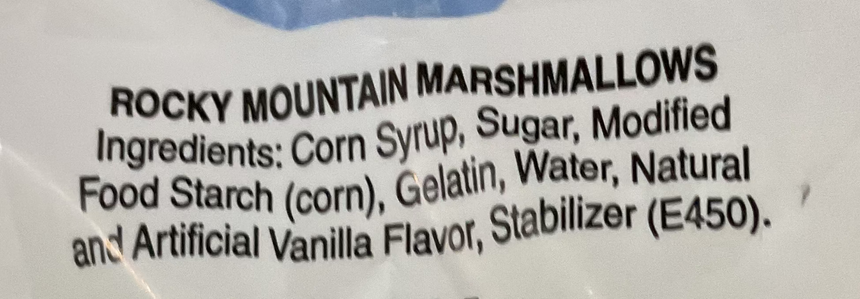 ROCKY MOUNTAIN MARSHMALLOWS
Ingredients: Corn Syrup, Sugar, Modified
Food Starch (corn), Gelatin, Water, Natural
and Artificial Vanilla Flavor, Stabilizer (E450).